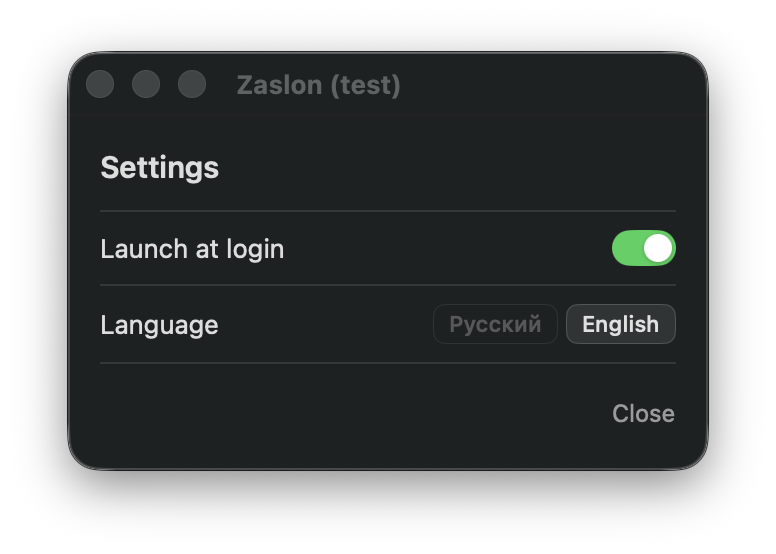 Zaslon (test)
Settings
Launch at login
Language Русский English
Close